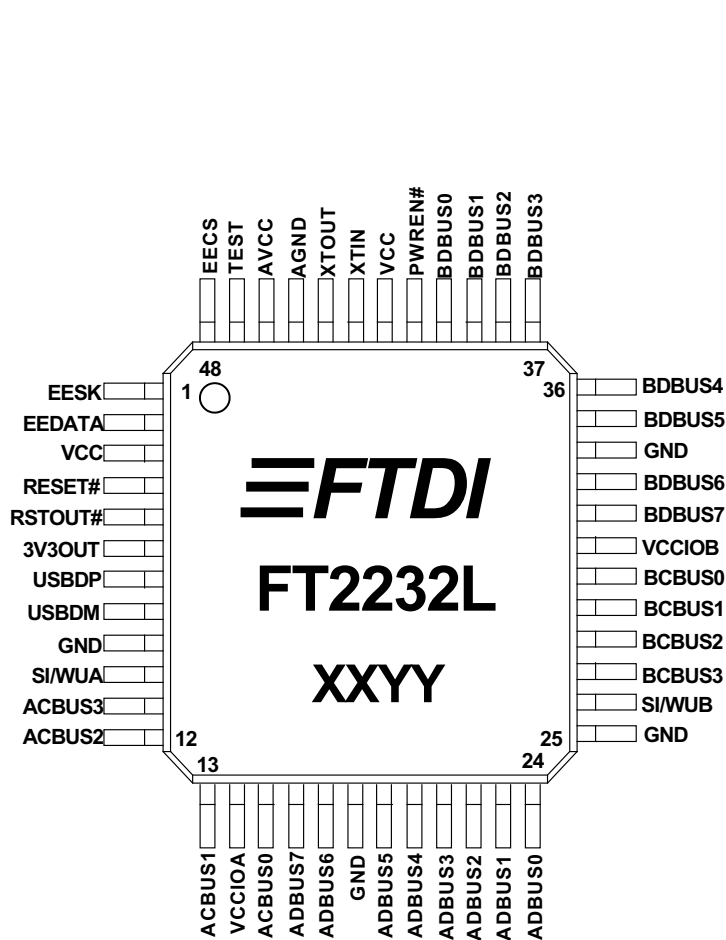 EECS
TEST
AVCC
AGND
XTOUT
XTIN
VCC
PWREN#
BDBUS0
BDBUS1
BDBUS2
BDBUS3
48
37
1
36
EESK
EEDATA
VCC
RESET#
RSTOUT#
3V3OUT
USBDP
USBDM
GND
SI/WUA
ACBUS3
ACBUS2
FTDI
FT2232L
XXYY
BDBUS4
BDBUS5
GND
BDBUS6
BDBUS7
VCCIOB
BCBUS0
BCBUS1
BCBUS2
BCBUS3
SI/WUB
GND
12
25
13
24
ACBUS1
VCCIOA
ACBUS0
ADBUS7
ADBUS6
GND
ADBUS5
ADBUS4
ADBUS3
ADBUS2
ADBUS1
ADBUS0